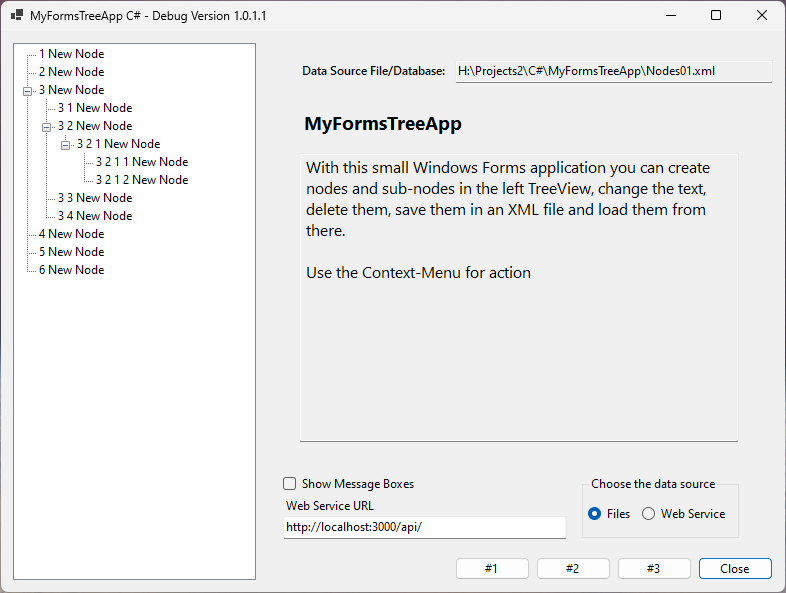 MyFormsTreeApp C# - Debug Version 1.0.1.1
1 New Node
2 New Node
3 New Node
3 1 New Node
3 2 New Node
3 2 1 New Node
3 2 1 1 New Node
3 2 1 2 New Node
3 3 New Node
3 4 New Node
4 New Node
5 New Node
6 New Node
Data Source File/Database:
H:\Projects2\C#\MyFormsTreeApp\Nodes01.xml
MyFormsTreeApp
With this small Windows Forms application you can create
nodes and sub-nodes in the left TreeView, change the text,
delete them, save them in an XML file and load them from
there.
Use the Context-Menu for action
Show Message Boxes
Web Service URL
http://localhost:3000/api/
Choose the data source
Files
Web Service
#1
#2
#3
Close